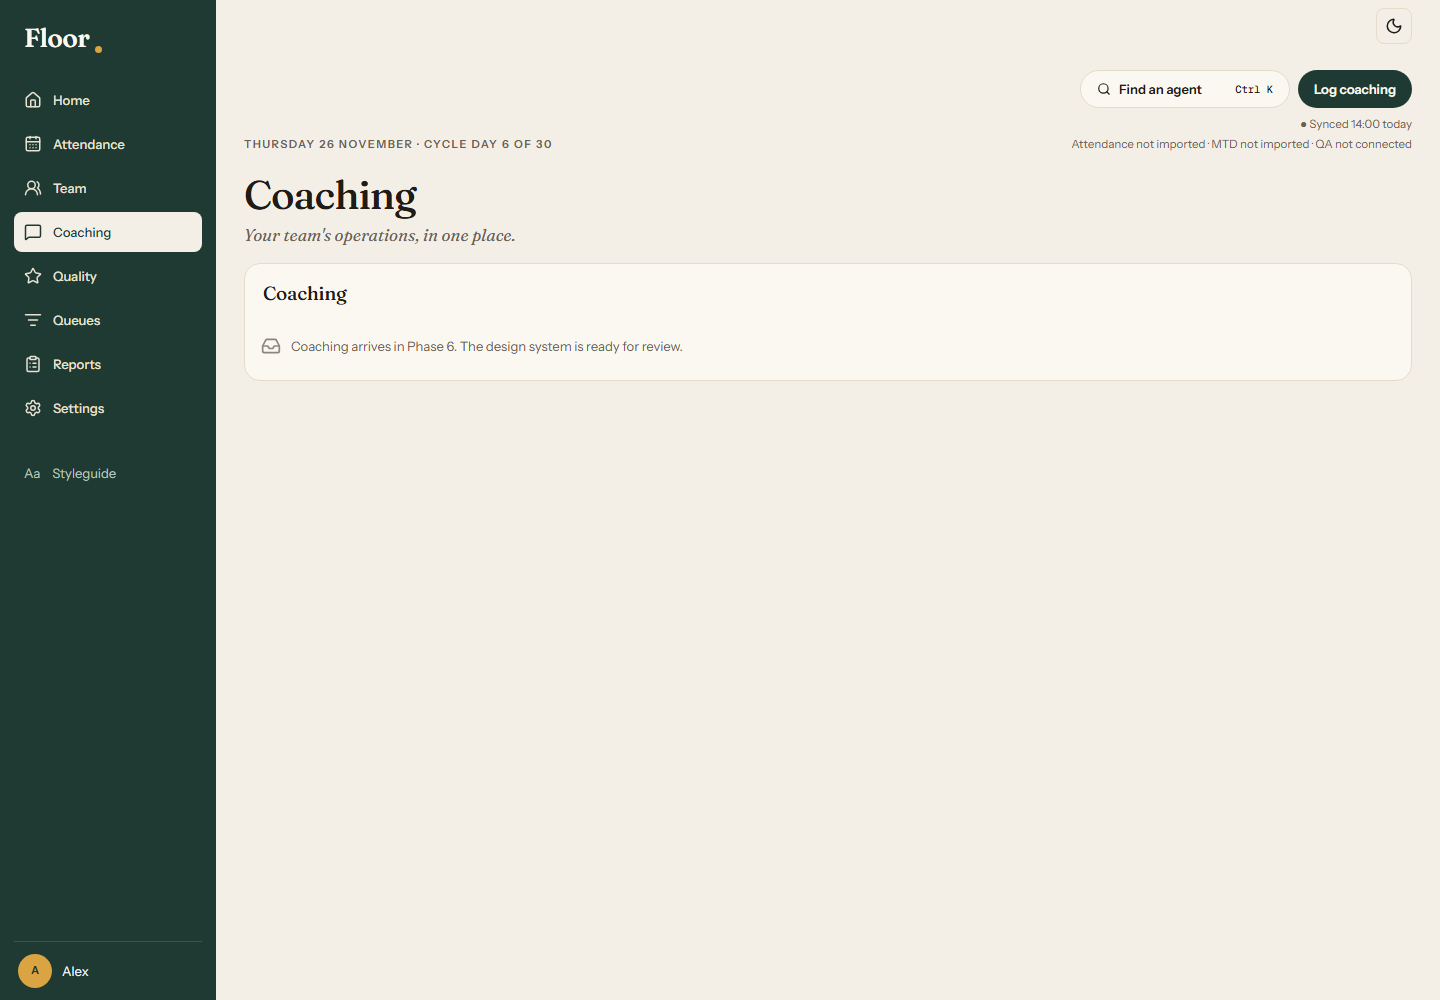 Floor.
Home
Attendance
Team
Coaching
Quality
Queues
Reports
Settings
Aa Styleguide
A Alex
Find an agent Ctrl K
Log coaching
● Synced 14:00 today
Attendance not imported · MTD not imported · QA not connected
THURSDAY 26 NOVEMBER · CYCLE DAY 6 OF 30
Coaching
Your team's operations, in one place.
Coaching
Coaching arrives in Phase 6. The design system is ready for review.